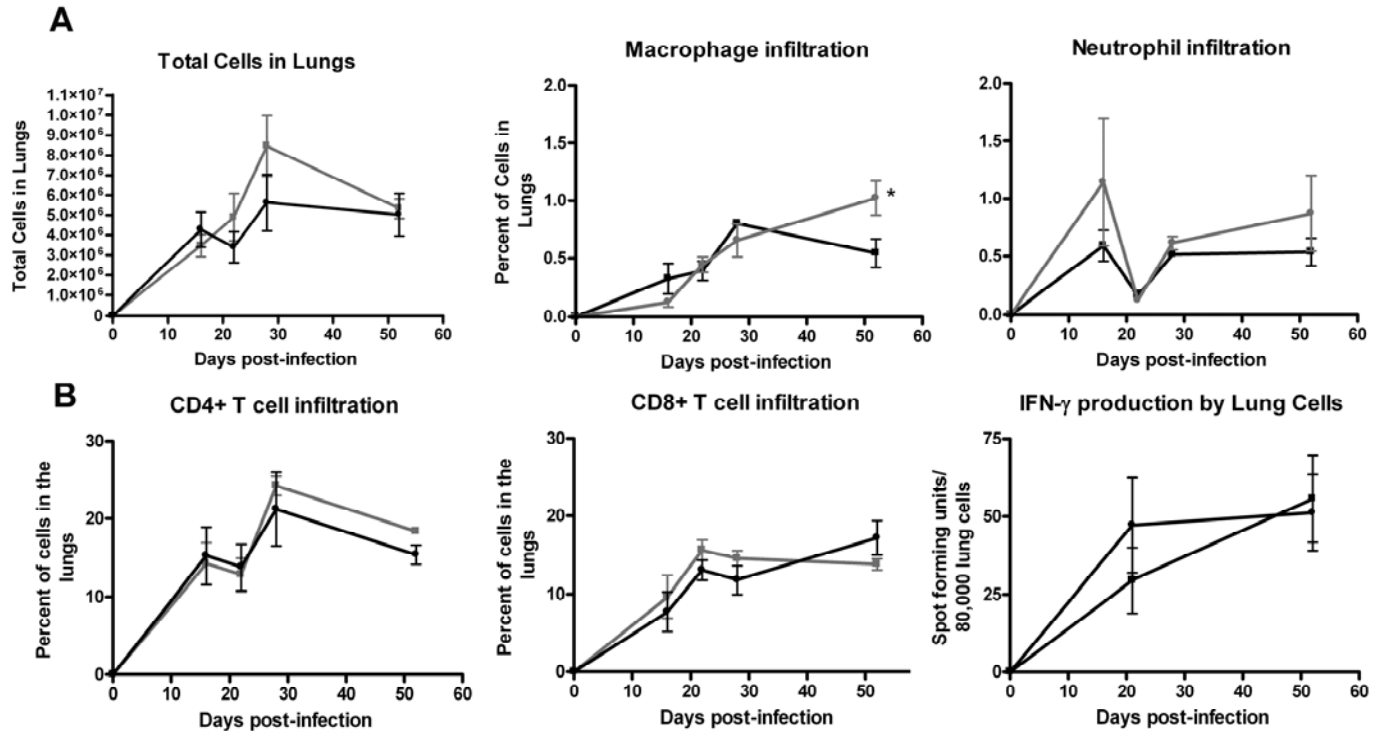 A
Total Cells in Lungs
Total Cells in Lungs
1.1×10⁷
1.0×10⁷
9.0×10⁶
8.0×10⁶
7.0×10⁶
6.0×10⁶
5.0×10⁶
4.0×10⁶
3.0×10⁶
2.0×10⁶
1.0×10⁶
0
0 10 20 30 40 50 60
Days post-infection
Macrophage infiltration
Percent of Cells in
Lungs
2.0
1.5
1.0
0.5
0.0
*
0 10 20 30 40 50 60
Days post-infection
Neutrophil infiltration
2.0
1.5
1.0
0.5
0.0
0 10 20 30 40 50 60
Days post-infection
B
CD4+ T cell infiltration
Percent of cells in the
lungs
30
20
10
0
0 10 20 30 40 50 60
Days post-infection
CD8+ T cell infiltration
Percent of cells in the
lungs
30
20
10
0
0 10 20 30 40 50
Days post-infection
IFN-γ production by Lung Cells
Spot forming units/
80,000 lung cells
75
50
25
0
0 10 20 30 40 50 60
Days post-infection